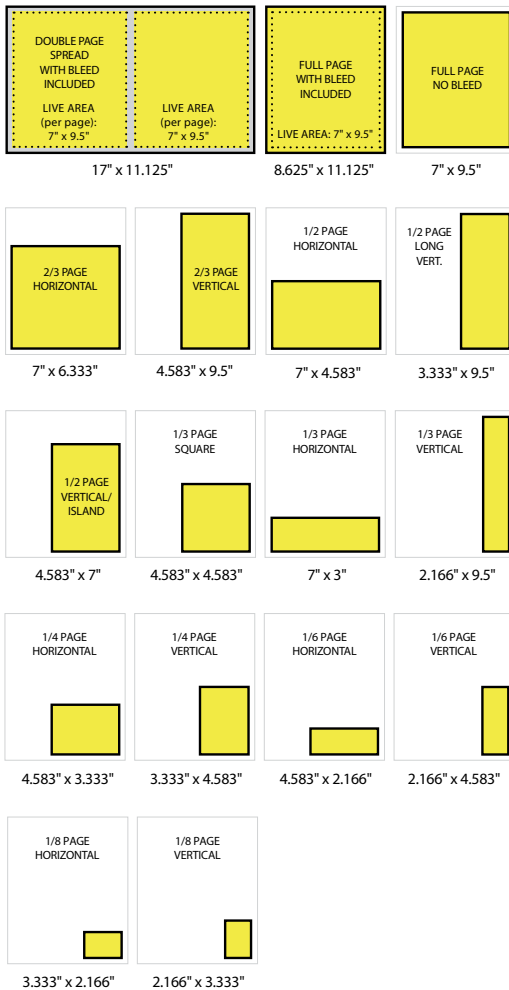 DOUBLE PAGE
SPREAD
WITH BLEED
INCLUDED
LIVE AREA
(per page):
7" x 9.5"
LIVE AREA
(per page):
7" x 9.5"
17" x 11.125"
FULL PAGE
WITH BLEED
INCLUDED
LIVE AREA: 7" x 9.5"
8.625" x 11.125"
FULL PAGE
NO BLEED
7" x 9.5"
2/3 PAGE
HORIZONTAL
7" x 6.333"
2/3 PAGE
VERTICAL
4.583" x 9.5"
1/2 PAGE
HORIZONTAL
7" x 4.583"
1/2 PAGE
LONG
VERT.
3.333" x 9.5"
1/2 PAGE
VERTICAL/
ISLAND
4.583" x 7"
1/3 PAGE
SQUARE
4.583" x 4.583"
1/3 PAGE
HORIZONTAL
7" x 3"
1/3 PAGE
VERTICAL
2.166" x 9.5"
1/4 PAGE
HORIZONTAL
4.583" x 3.333"
1/4 PAGE
VERTICAL
3.333" x 4.583"
1/6 PAGE
HORIZONTAL
4.583" x 2.166"
1/6 PAGE
VERTICAL
2.166" x 4.583"
1/8 PAGE
HORIZONTAL
3.333" x 2.166"
1/8 PAGE
VERTICAL
2.166" x 3.333"